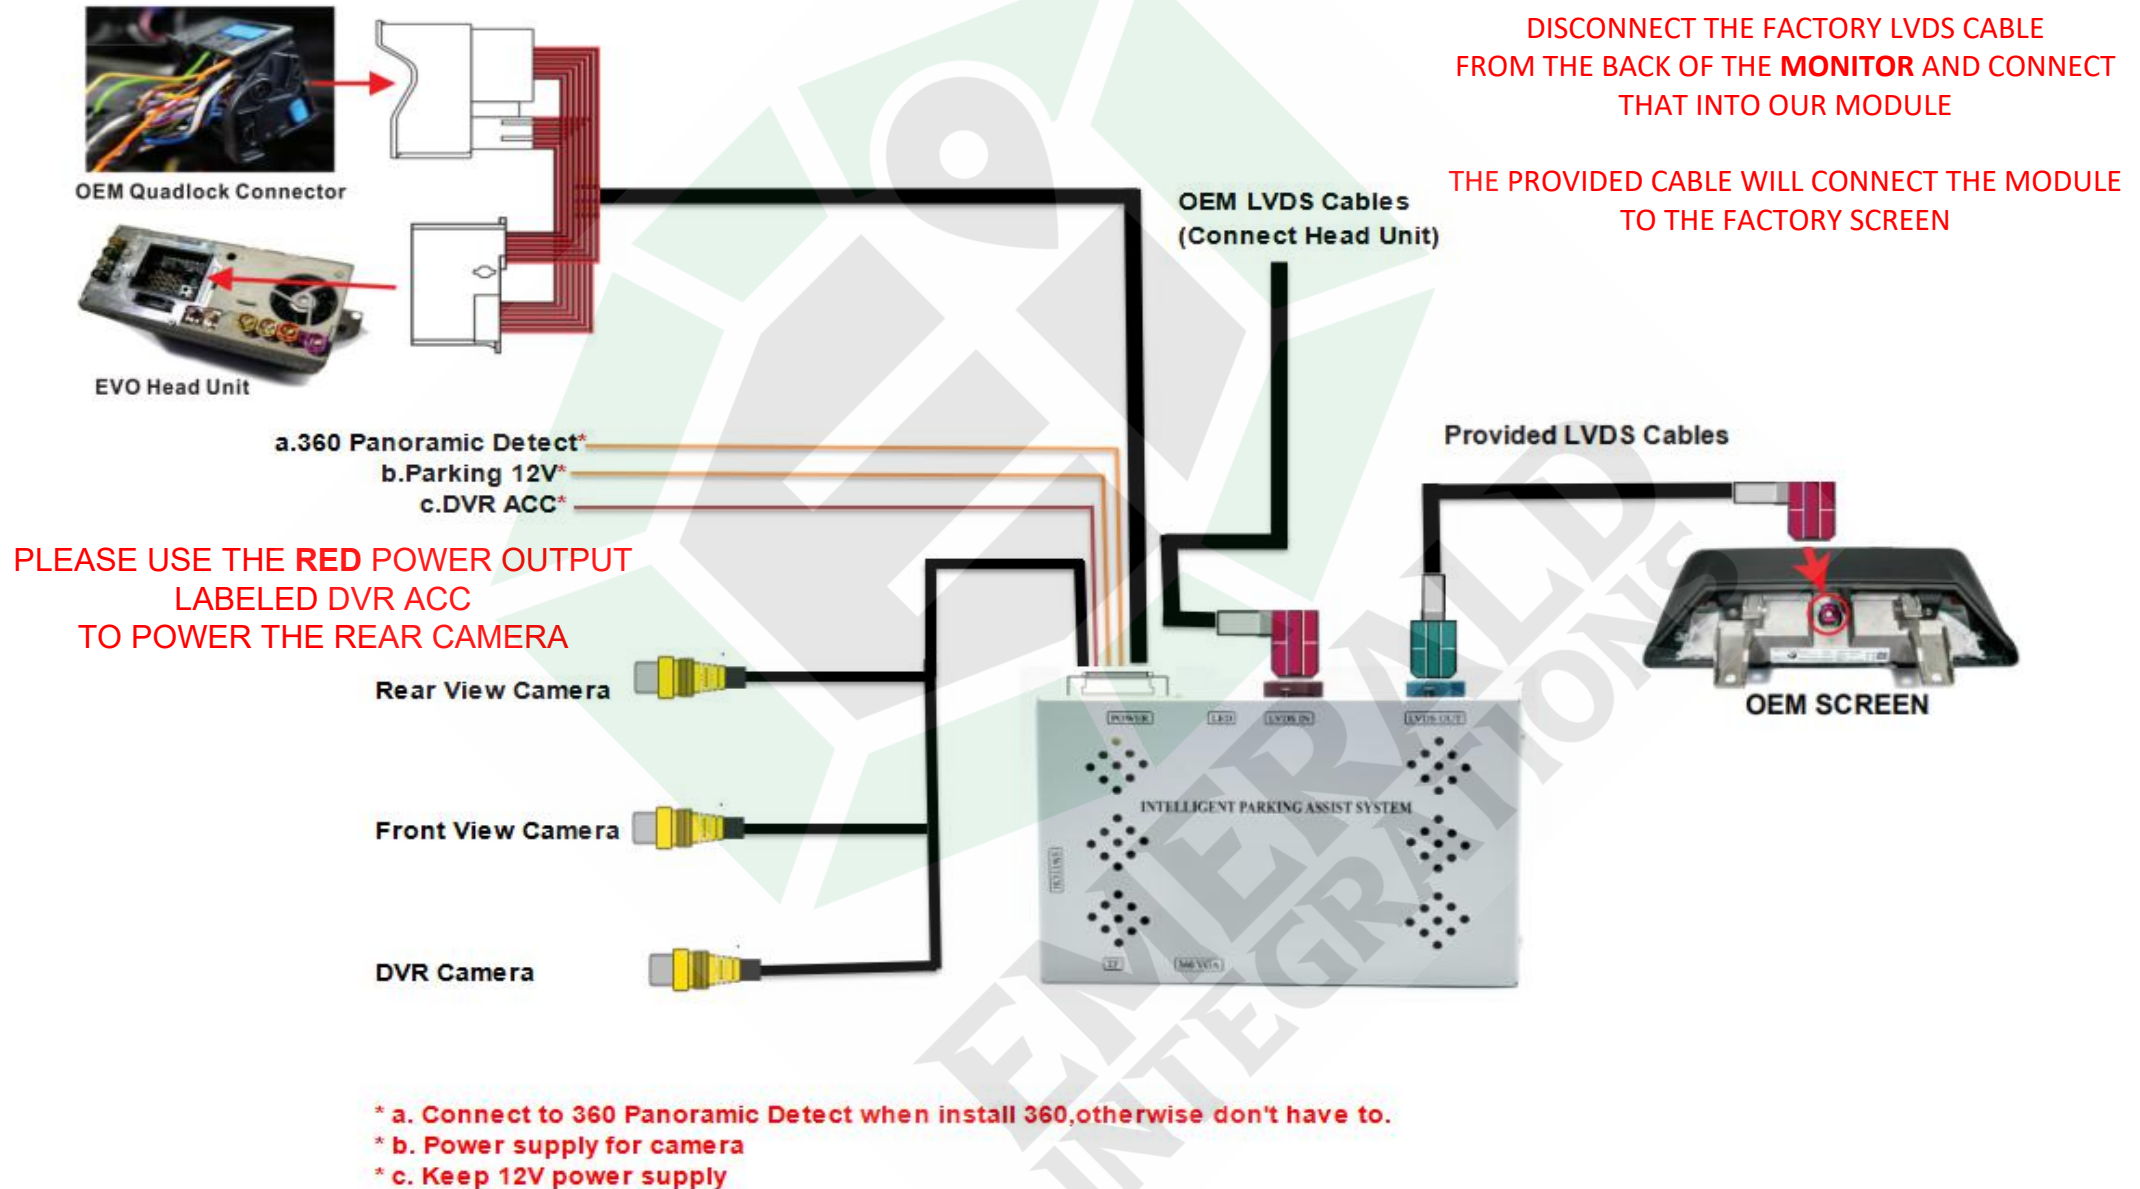 DISCONNECT THE FACTORY LVDS CABLE
FROM THE BACK OF THE MONITOR AND CONNECT
THAT INTO OUR MODULE
THE PROVIDED CABLE WILL CONNECT THE MODULE
TO THE FACTORY SCREEN
OEM Quadlock Connector
OEM LVDS Cables
(Connect Head Unit)
EVO Head Unit
a.360 Panoramic Detect*
b.Parking 12V*
c.DVR ACC*
Provided LVDS Cables
PLEASE USE THE RED POWER OUTPUT
LABELED DVR ACC
TO POWER THE REAR CAMERA
Rear View Camera
OEM SCREEN
POWER
LED
LVDS IN
LVDS OUT
INTELLIGENT PARKING ASSIST SYSTEM
Front View Camera
SWITCH
DVR Camera
360 VGA
EMERALD
INTEGRATIONS
* a. Connect to 360 Panoramic Detect when install 360,otherwise don't have to.
* b. Power supply for camera
* c. Keep 12V power supply